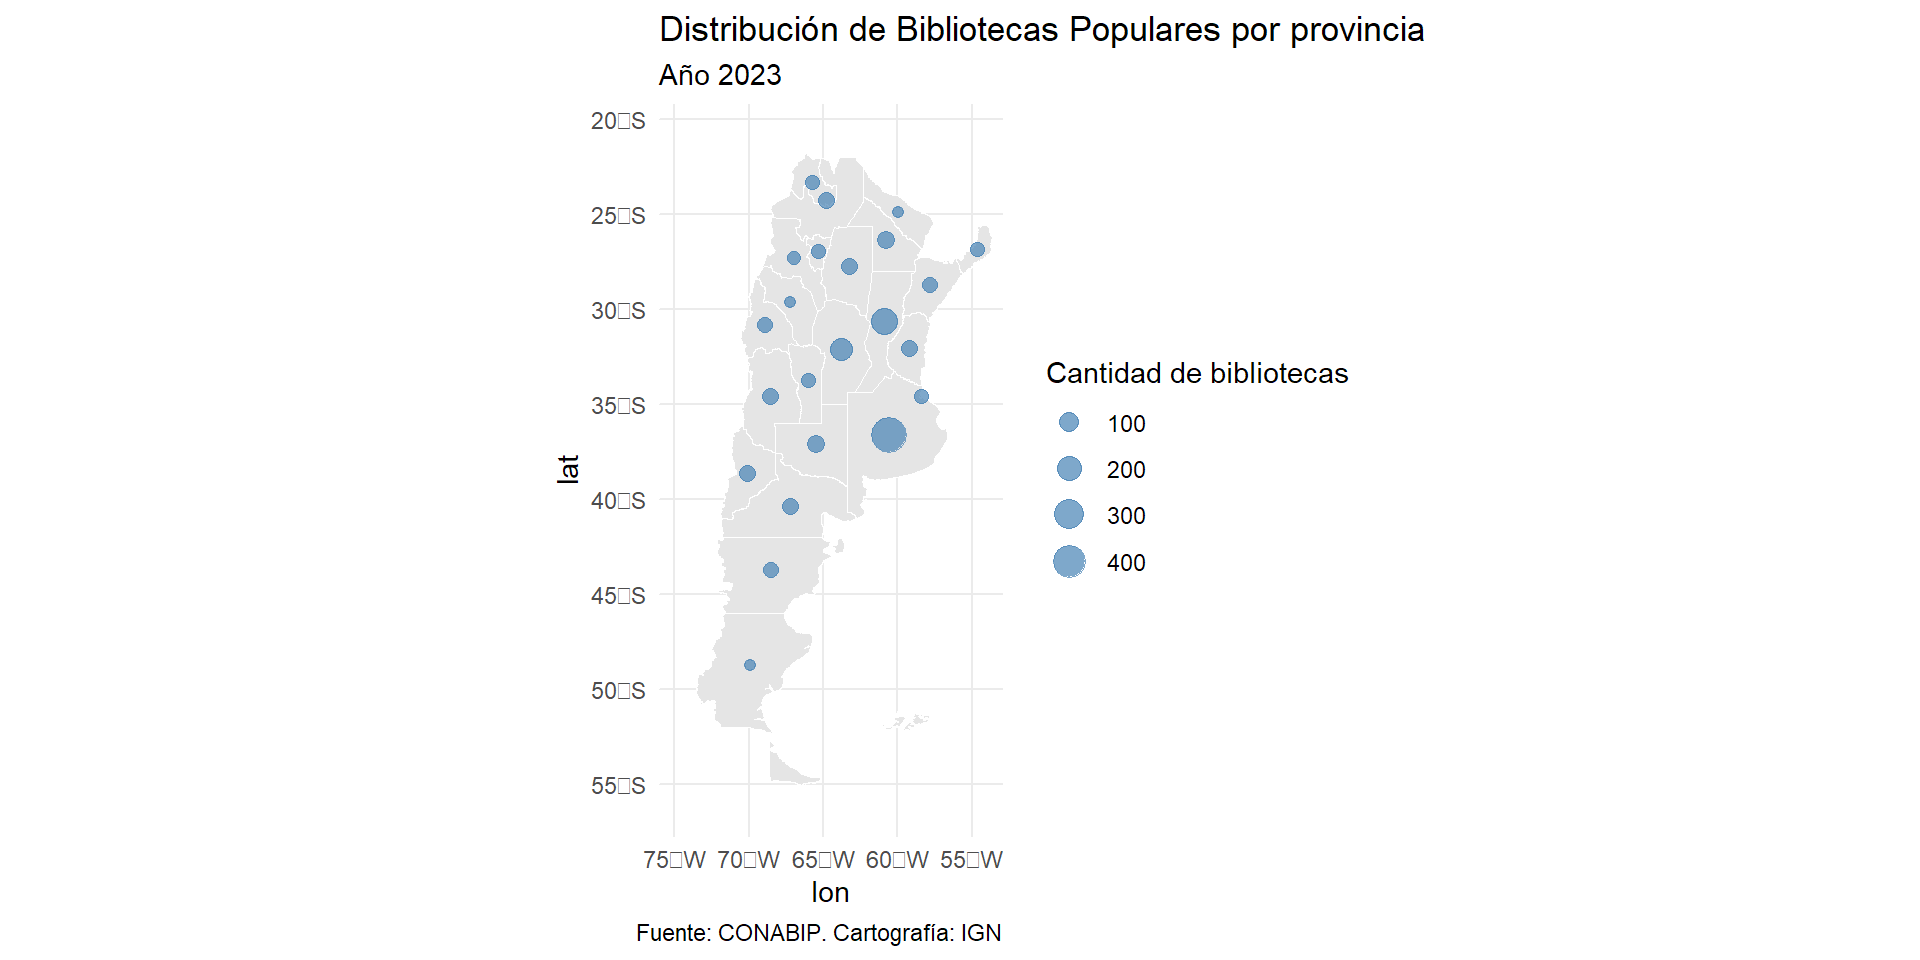 Distribución de Bibliotecas Populares por provincia
Año 2023
20□S
25□S
30□S
35□S
40□S
45□S
50□S
55□S
lat
75□W 70□W 65□W 60□W 55□W
lon
Cantidad de bibliotecas
100
200
300
400
Fuente: CONABIP. Cartografía: IGN